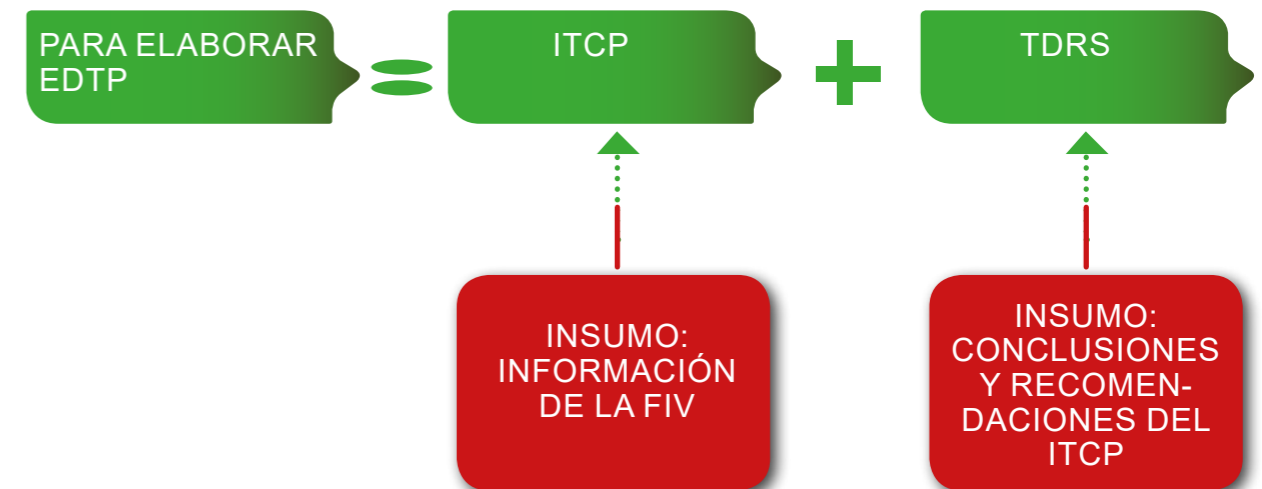 PARA ELABORAR
EDTP
=
ITCP
+
TDRS
INSUMO:
INFORMACIÓN
DE LA FIV
INSUMO:
CONCLUSIONES
Y RECOMEN-
DACIONES DEL
ITCP